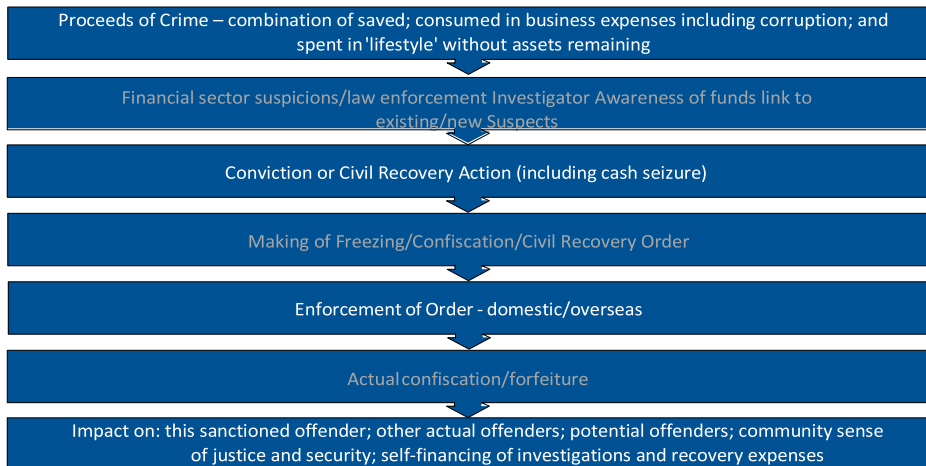 Proceeds of Crime – combination of saved; consumed in business expenses including corruption; and
spent in 'lifestyle' without assets remaining
Financial sector suspicions/law enforcement Investigator Awareness of funds link to
existing/new Suspects
Conviction or Civil Recovery Action (including cash seizure)
Making of Freezing/Confiscation/Civil Recovery Order
Enforcement of Order - domestic/overseas
Actual confiscation/forfeiture
Impact on: this sanctioned offender; other actual offenders; potential offenders; community sense
of justice and security; self-financing of investigations and recovery expenses